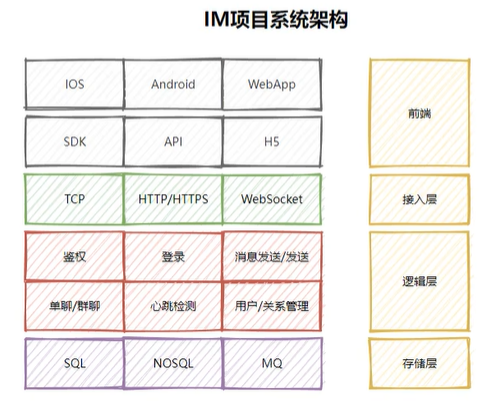 IM项目系统架构
IOS Android WebApp
前端
SDK API H5
TCP HTTP/HTTPS WebSocket 接入层
鉴权 登录 消息发送/发送
逻辑层
单聊/群聊 心跳检测 用户/关系管理
SQL NOSQL MQ 存储层